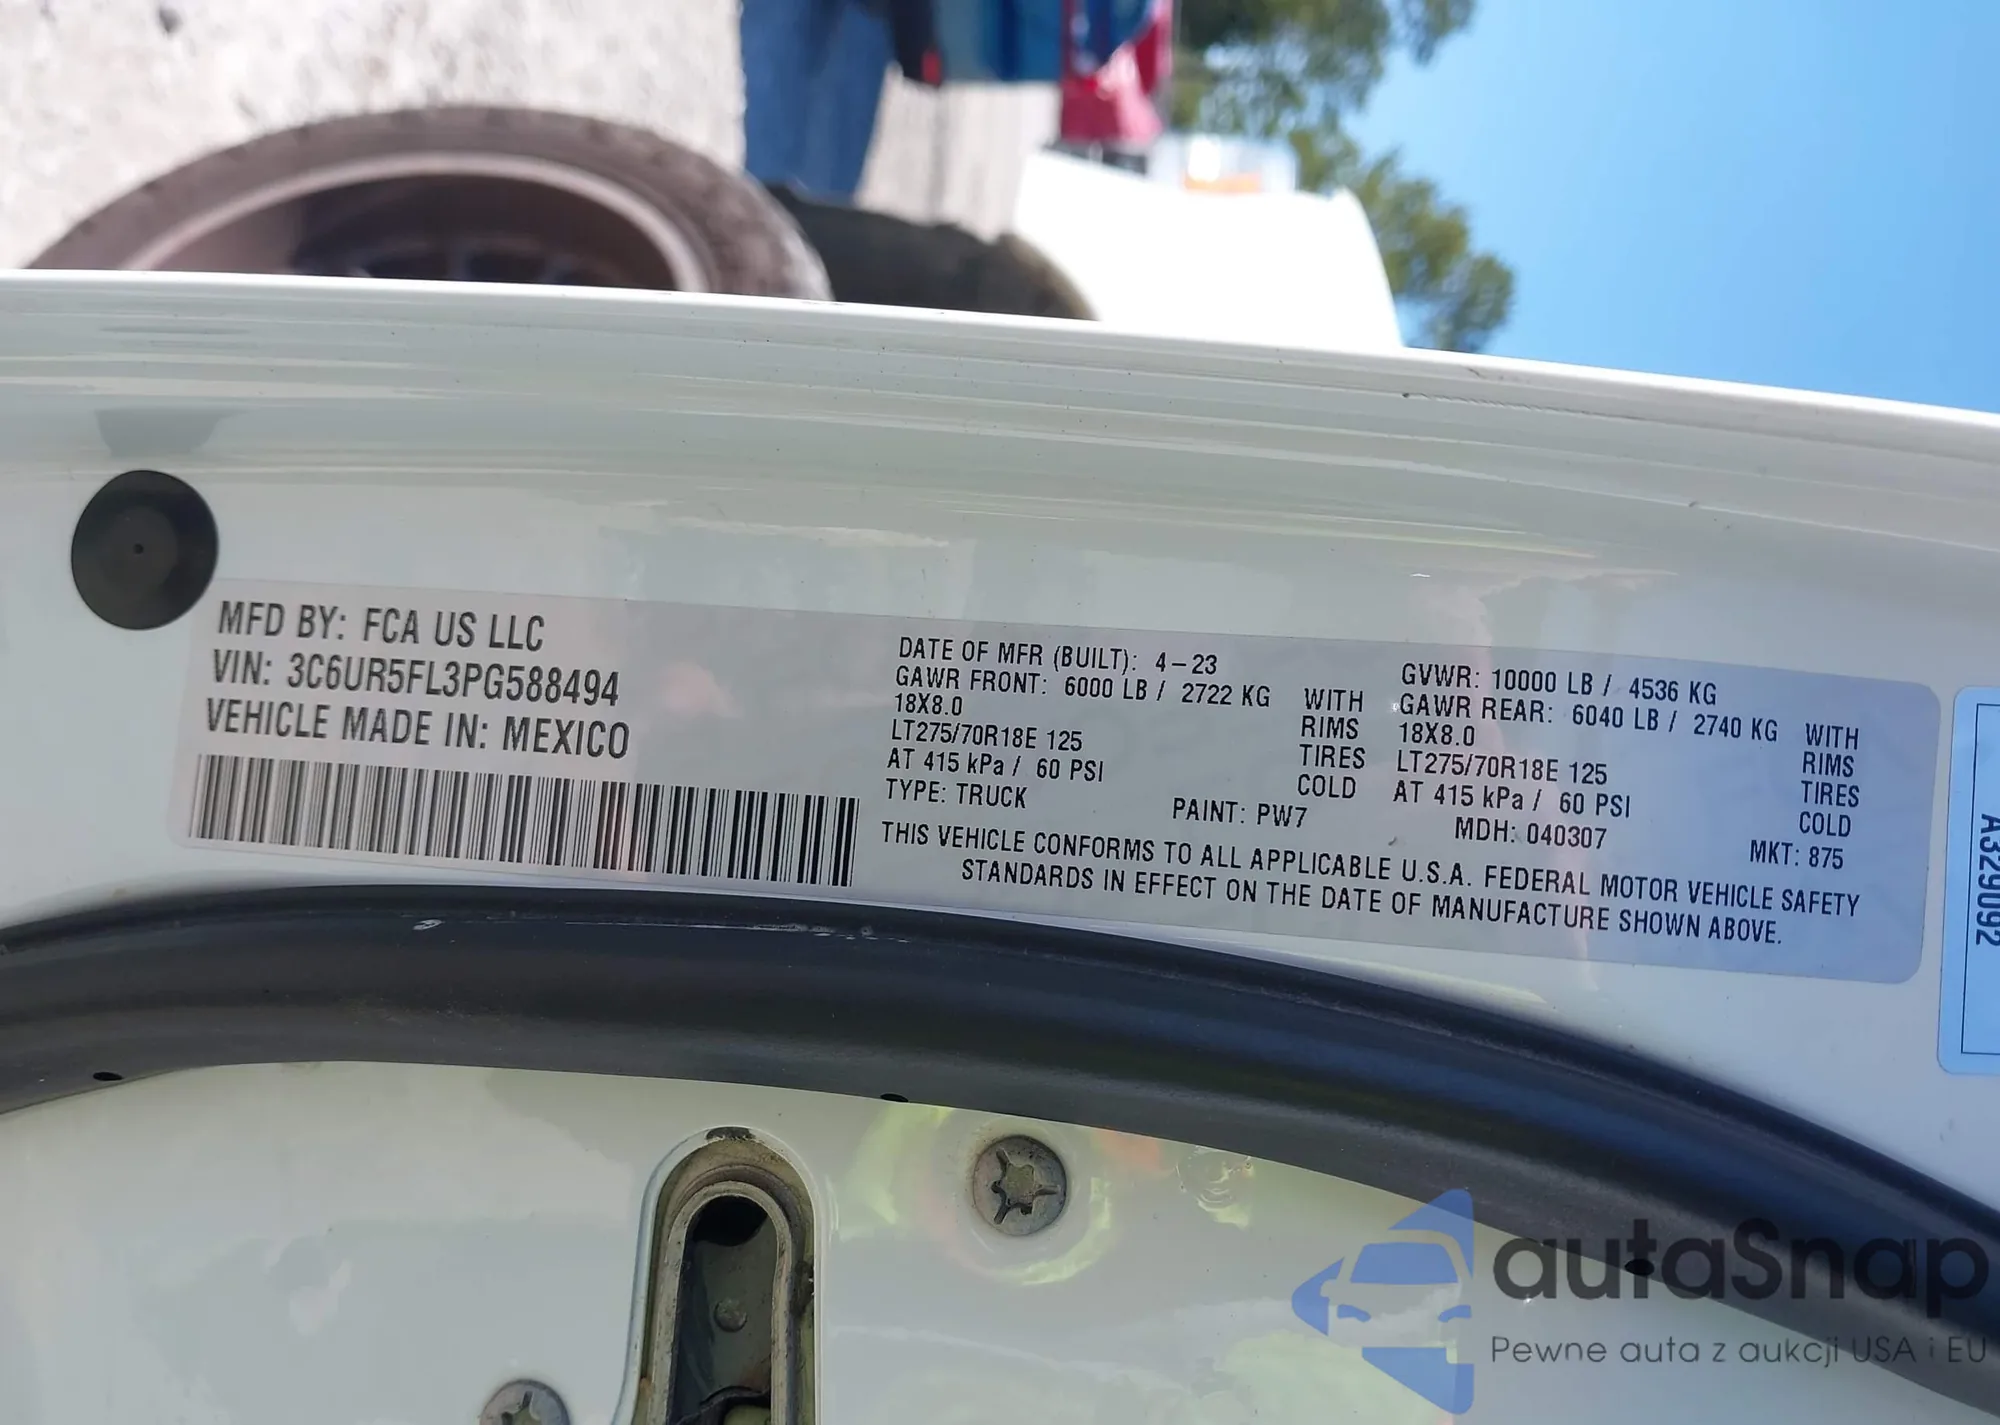 MFD BY: FCA US LLC
VIN: 3C6UR5FL3PG588494
VEHICLE MADE IN: MEXICO
DATE OF MFR (BUILT): 4-23
GAWR FRONT: 6000 LB / 2722 KG WITH
18X8.0 RIMS
LT275/70R18E 125 TIRES
AT 415 kPa / 60 PSI COLD
GVWR: 10000 LB / 4536 KG
GAWR REAR: 6040 LB / 2740 KG WITH
18X8.0 RIMS
LT275/70R18E 125 TIRES
AT 415 kPa / 60 PSI COLD
TYPE: TRUCK PAINT: PW7 MDH: 040307 MKT: 875
THIS VEHICLE CONFORMS TO ALL APPLICABLE U.S.A. FEDERAL MOTOR VEHICLE SAFETY
STANDARDS IN EFFECT ON THE DATE OF MANUFACTURE SHOWN ABOVE.
A329092
autaSnap
Pewne auta z aukcji USA i EU